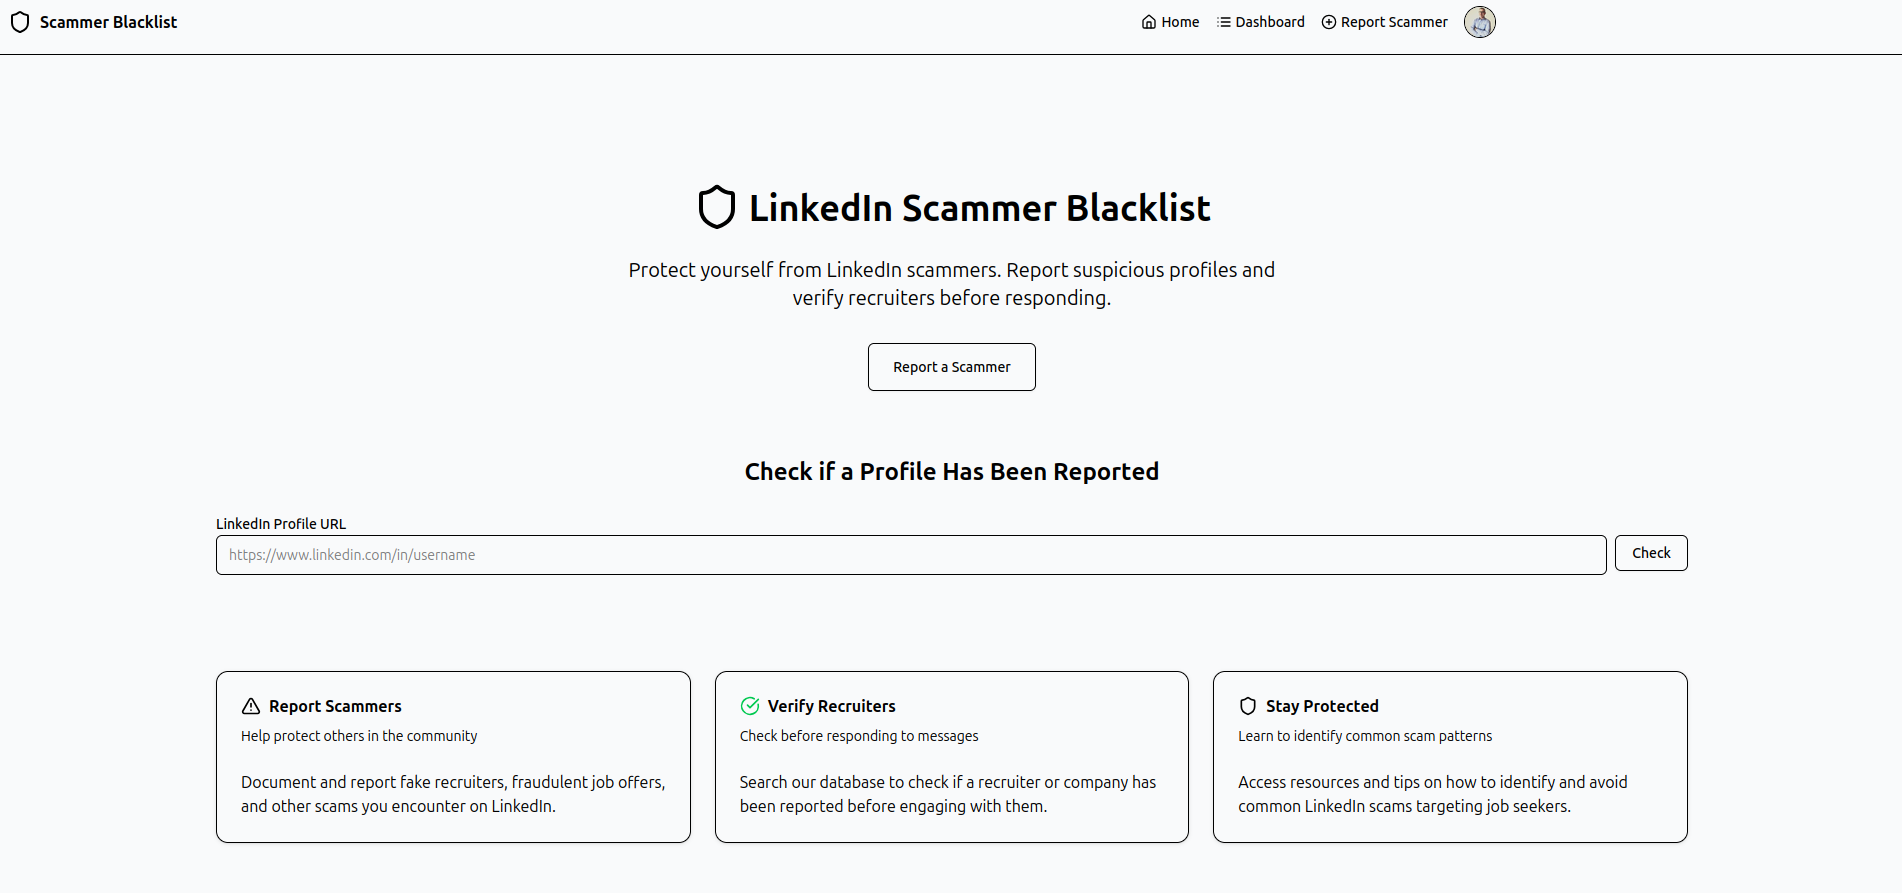 Scammer Blacklist
Home
Dashboard
Report Scammer
LinkedIn Scammer Blacklist
Protect yourself from LinkedIn scammers. Report suspicious profiles and
verify recruiters before responding.
Report a Scammer
Check if a Profile Has Been Reported
LinkedIn Profile URL
https://www.linkedin.com/in/username
Check
Report Scammers
Help protect others in the community
Document and report fake recruiters, fraudulent job offers,
and other scams you encounter on LinkedIn.
Verify Recruiters
Check before responding to messages
Search our database to check if a recruiter or company has
been reported before engaging with them.
Stay Protected
Learn to identify common scam patterns
Access resources and tips on how to identify and avoid
common LinkedIn scams targeting job seekers.